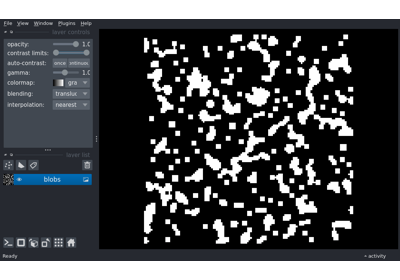 File View Window Plugins Help
layer controls
opacity: 1.0
contrast limits:
auto-contrast: once
gamma: 1.0
colormap: gra
blending: translu
interpolation: nearest
layer list
blobs
Ready
activity